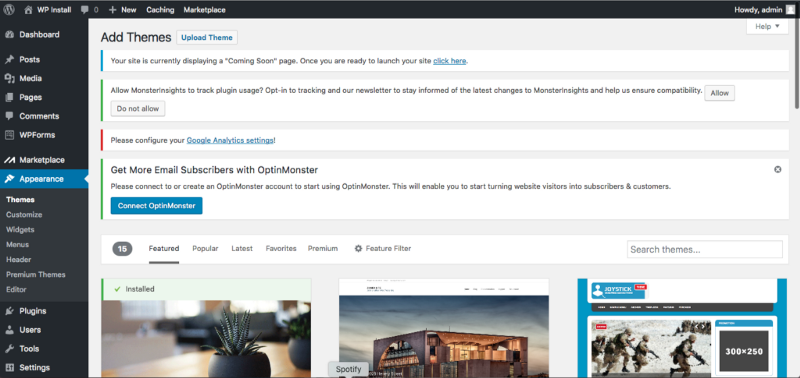 WP Install
0
New
Caching
Marketplace
Howdy, admin
Dashboard
Posts
Media
Pages
Comments
WPForms
Marketplace
Appearance
Themes
Customize
Widgets
Menus
Header
Premium Themes
Editor
Plugins
Users
Tools
Settings
Help
Add Themes
Upload Theme
Your site is currently displaying a "Coming Soon" page. Once you are ready to launch your site click here.
Allow MonsterInsights to track plugin usage? Opt-in to tracking and our newsletter to stay informed of the latest changes to MonsterInsights and help us ensure compatibility.
Allow
Do not allow
Please configure your Google Analytics settings!
Get More Email Subscribers with OptinMonster
Please connect to or create an OptinMonster account to start using OptinMonster. This will enable you to start turning website visitors into subscribers & customers.
Connect OptinMonster
15
Featured
Popular
Latest
Favorites
Premium
Feature Filter
Search themes...
Installed
JOYSTICK
300×250
Spotify